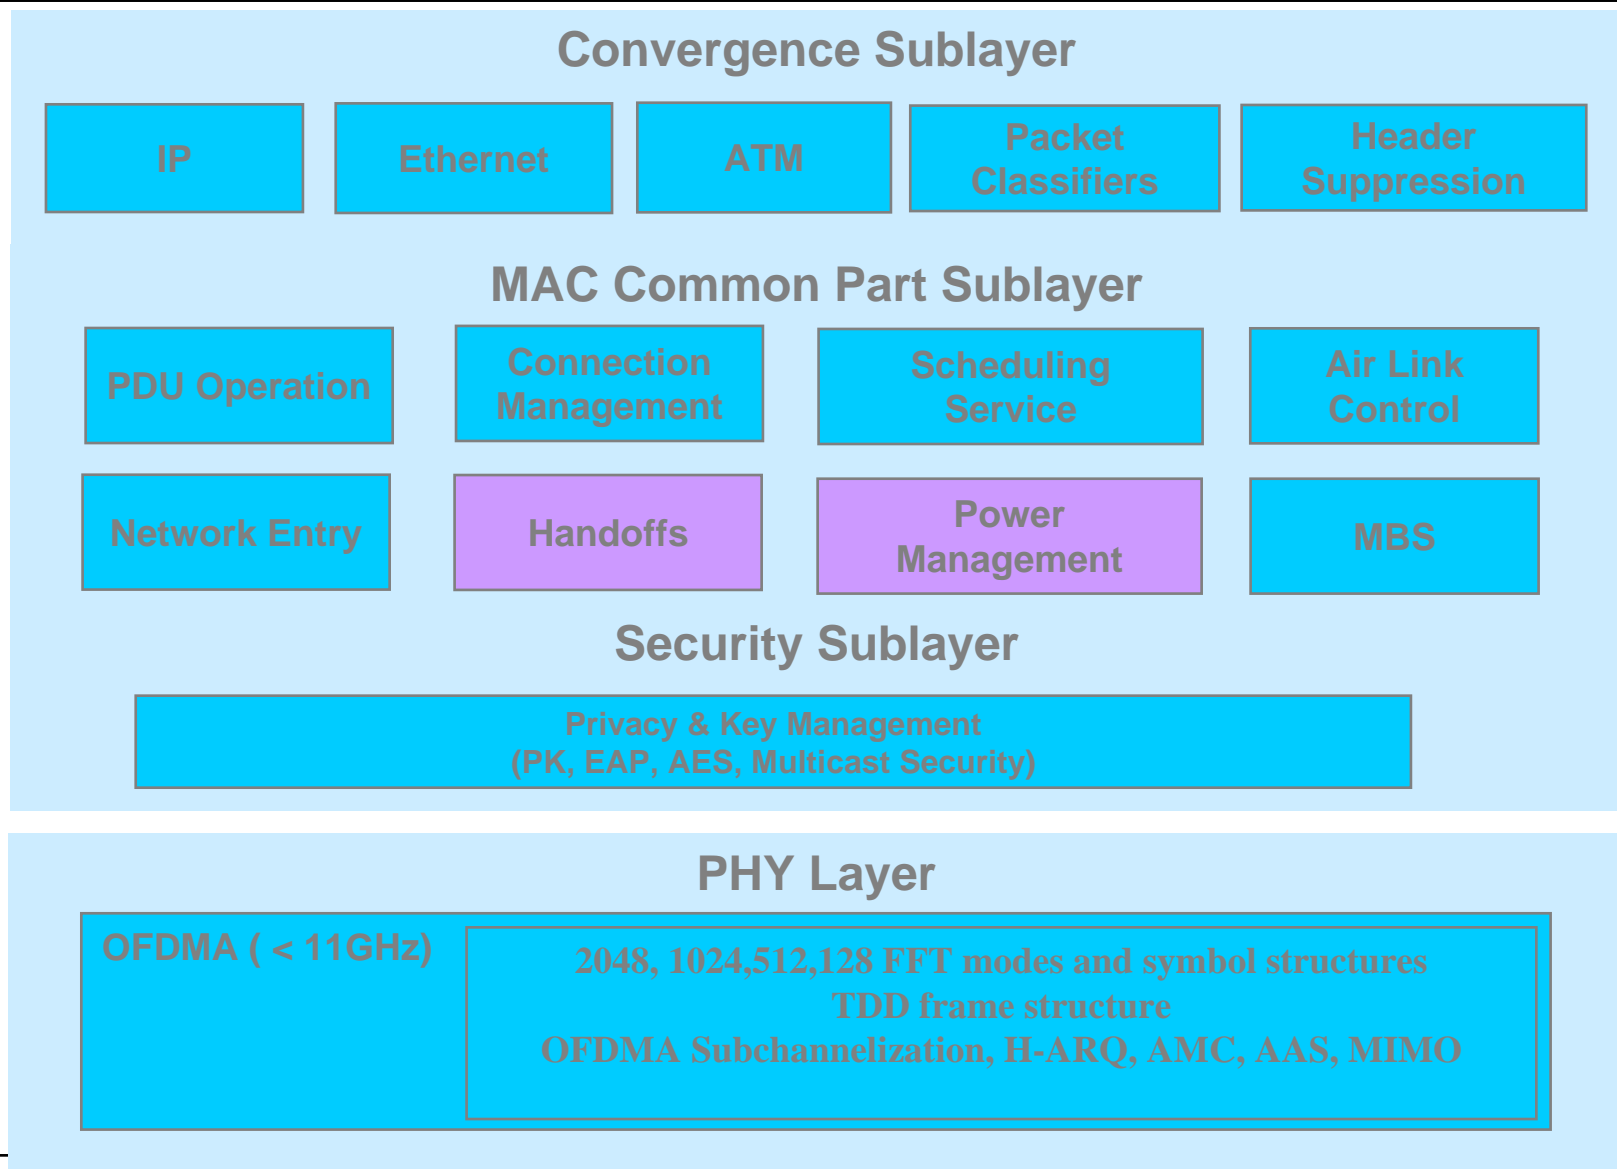 Convergence Sublayer
IP
Ethernet
ATM
Packet
Classifiers
Header
Suppression
MAC Common Part Sublayer
PDU Operation
Connection
Management
Scheduling
Service
Air Link
Control
Network Entry
Handoffs
Power
Management
MBS
Security Sublayer
Privacy & Key Management
(PK, EAP, AES, Multicast Security)
PHY Layer
OFDMA ( < 11GHz)
2048, 1024,512,128 FFT modes and symbol structures
TDD frame structure
OFDMA Subchannelization, H-ARQ, AMC, AAS, MIMO